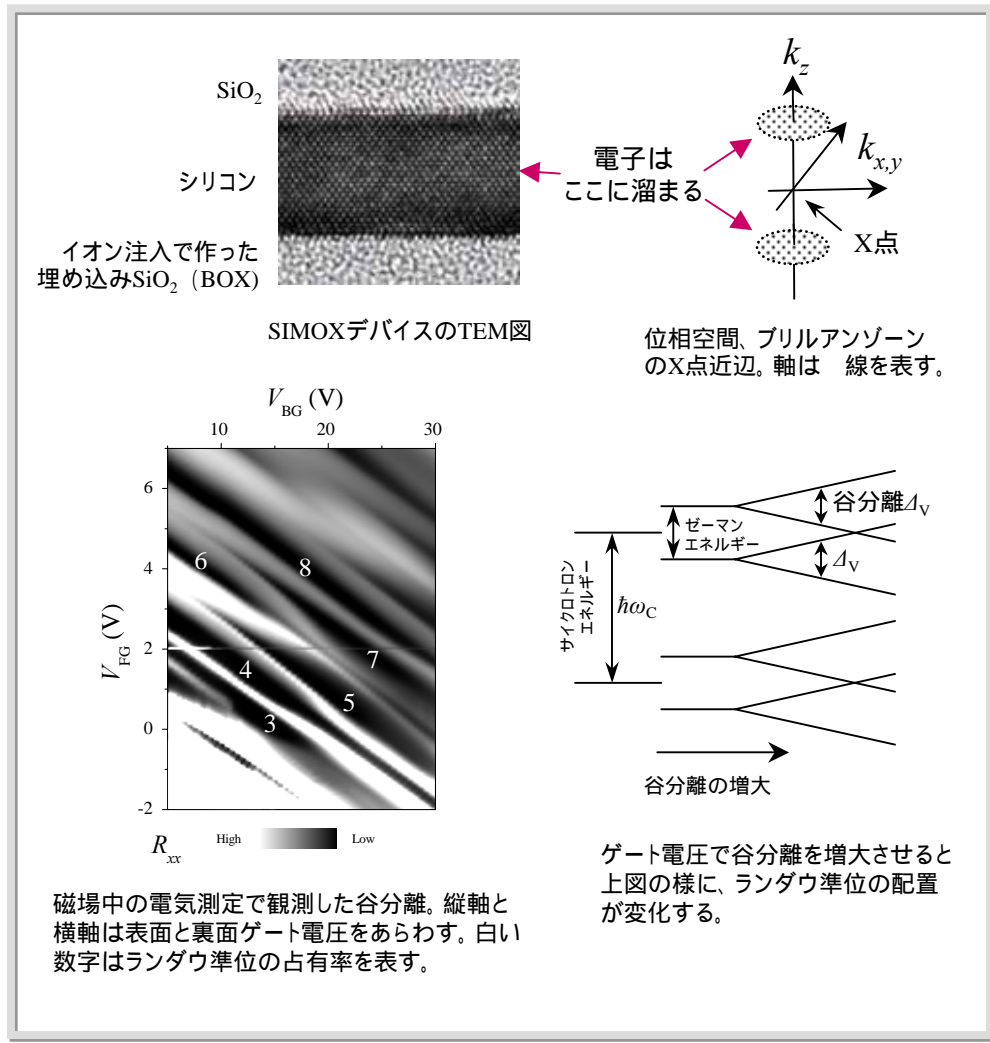 SiO2
シリコン
イオン注入で作った
埋め込みSiO2（BOX)
SIMOXデバイスのTEM図
電子は
ここに溜まる
kz
kx,y
X点
位相空間、ブリルアンゾーン
のX点近辺。軸は　線を表す。
VBG (V)
10 20 30
VFG (V)
6
4
2
0
-2
6
8
7
4
5
3
Rxx High Low
磁場中の電気測定で観測した谷分離。縦軸と
横軸は表面と裏面ゲート電圧をあらわす。白い
数字はランダウ準位の占有率を表す。
谷分離ΔV
ゼーマン
エネルギー
ΔV
サイクロトロン
エネルギー
ħωC
谷分離の増大
ゲート電圧で谷分離を増大させると
上図の様に、ランダウ準位の配置
が変化する。